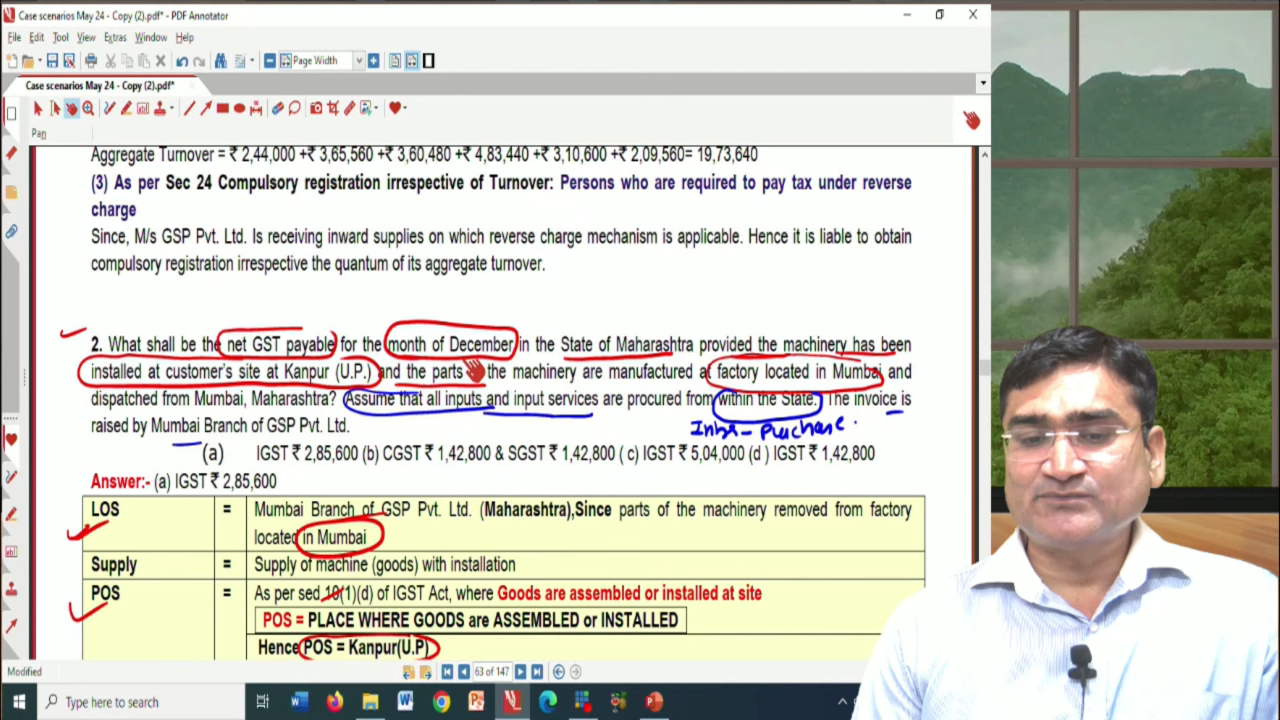 Case scenarios May 24 - Copy (2).pdf* - PDF Annotator
File Edit Tool View Extras Window Help
Page Width
Case scenarios May 24 - Copy (2).pdf*
Pan
Aggregate Turnover = ₹ 2,44,000 +₹ 3,65,560 +₹ 3,60,480 +₹ 4,83,440 +₹ 3,10,600 +₹ 2,09,560= 19,73,640
(3) As per Sec 24 Compulsory registration irrespective of Turnover: Persons who are required to pay tax under reverse
charge
Since, M/s GSP Pvt. Ltd. Is receiving inward supplies on which reverse charge mechanism is applicable. Hence it is liable to obtain
compulsory registration irrespective the quantum of its aggregate turnover.
2. What shall be the net GST payable for the month of December in the State of Maharashtra provided the machinery has been
installed at customer's site at Kanpur (U.P.) and the parts the machinery are manufactured at factory located in Mumbai and
dispatched from Mumbai, Maharashtra? Assume that all inputs and input services are procured from within the State. The invoice is
raised by Mumbai Branch of GSP Pvt. Ltd.
Intra - Purchase.
(a) IGST ₹ 2,85,600 (b) CGST ₹ 1,42,800 & SGST ₹ 1,42,800 ( c) IGST ₹ 5,04,000 (d ) IGST ₹ 1,42,800
Answer:- (a) IGST ₹ 2,85,600
LOS = Mumbai Branch of GSP Pvt. Ltd. (Maharashtra),Since parts of the machinery removed from factory
located in Mumbai
Supply = Supply of machine (goods) with installation
POS = As per sed 10(1)(d) of IGST Act, where Goods are assembled or installed at site
POS = PLACE WHERE GOODS are ASSEMBLED or INSTALLED
Hence POS = Kanpur(U.P)
Modified
63 of 147
Type here to search